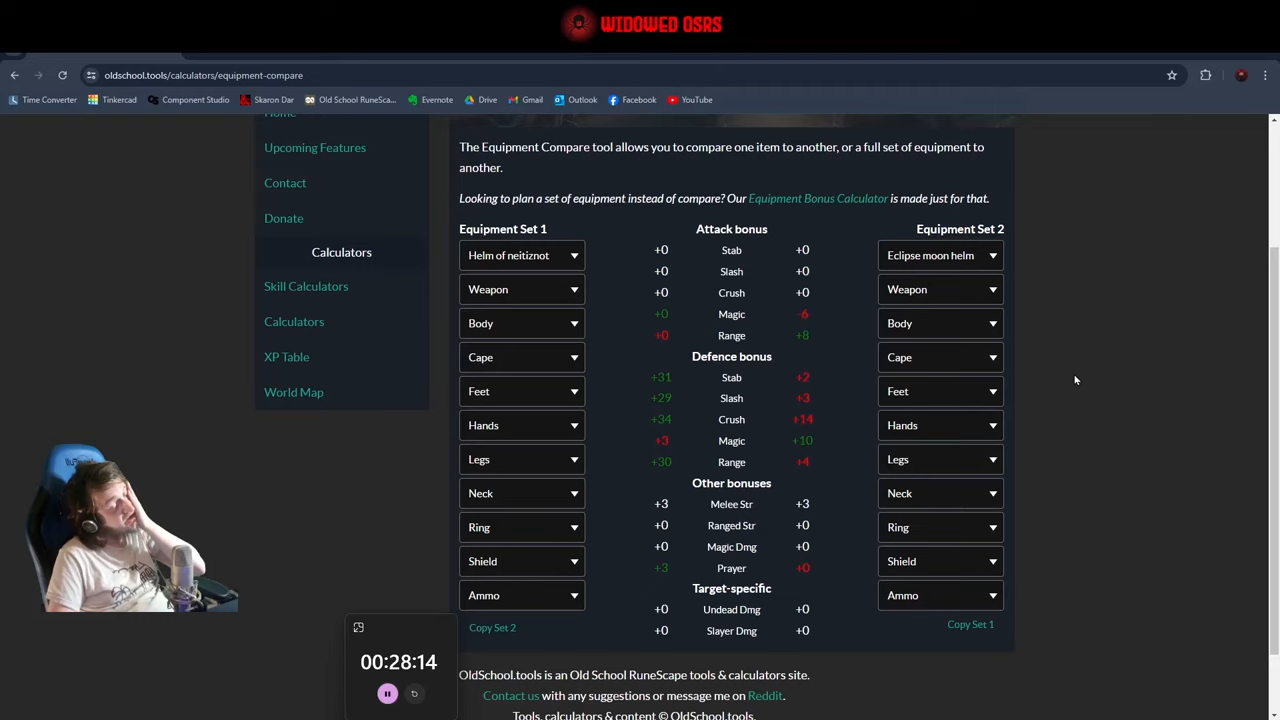 WIDOWED OSRS
oldschool.tools/calculators/equipment-compare
Time Converter Tinkercad Component Studio Skaron Dar Old School RuneSca... Evernote Drive Gmail Outlook Facebook YouTube
Home
Upcoming Features
Contact
Donate
Calculators
Skill Calculators
Calculators
XP Table
World Map
The Equipment Compare tool allows you to compare one item to another, or a full set of equipment to
another.
Looking to plan a set of equipment instead of compare? Our Equipment Bonus Calculator is made just for that.
Equipment Set 1 Attack bonus Equipment Set 2
Helm of neitiznot +0 Stab +0 Eclipse moon helm
+0 Slash +0
Weapon +0 Crush +0 Weapon
+0 Magic -6
Body +0 Range +8 Body
Cape Defence bonus Cape
+31 Stab +2
Feet +29 Slash +3 Feet
Hands +34 Crush +14 Hands
+3 Magic +10
Legs +30 Range +4 Legs
Neck Other bonuses Neck
+3 Melee Str +3
Ring +0 Ranged Str +0 Ring
+0 Magic Dmg +0
Shield +3 Prayer +0 Shield
Ammo Target-specific Ammo
+0 Undead Dmg +0
Copy Set 2 +0 Slayer Dmg +0 Copy Set 1
00:28:14
OldSchool.tools is an Old School RuneScape tools & calculators site.
Contact us with any suggestions or message me on Reddit.
Tools, calculators & content © OldSchool.tools.